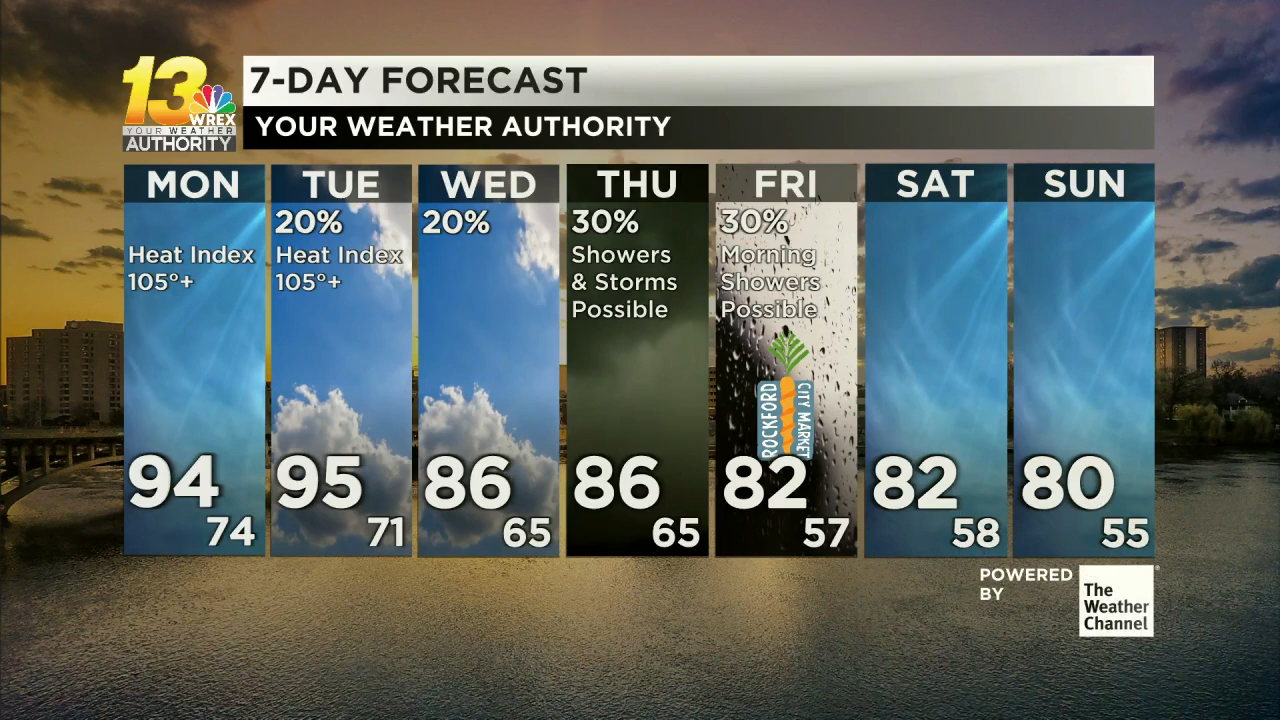 13
WREX
YOUR WEATHER
AUTHORITY
7-DAY FORECAST
YOUR WEATHER AUTHORITY
MON
Heat Index
105°+
94
74
TUE
20%
Heat Index
105°+
95
71
WED
20%
86
65
THU
30%
Showers
& Storms
Possible
86
65
FRI
30%
Morning
Showers
Possible
ROCKFORD
CITY MARKET
82
57
SAT
82
58
SUN
80
55
POWERED
BY
The
Weather
Channel